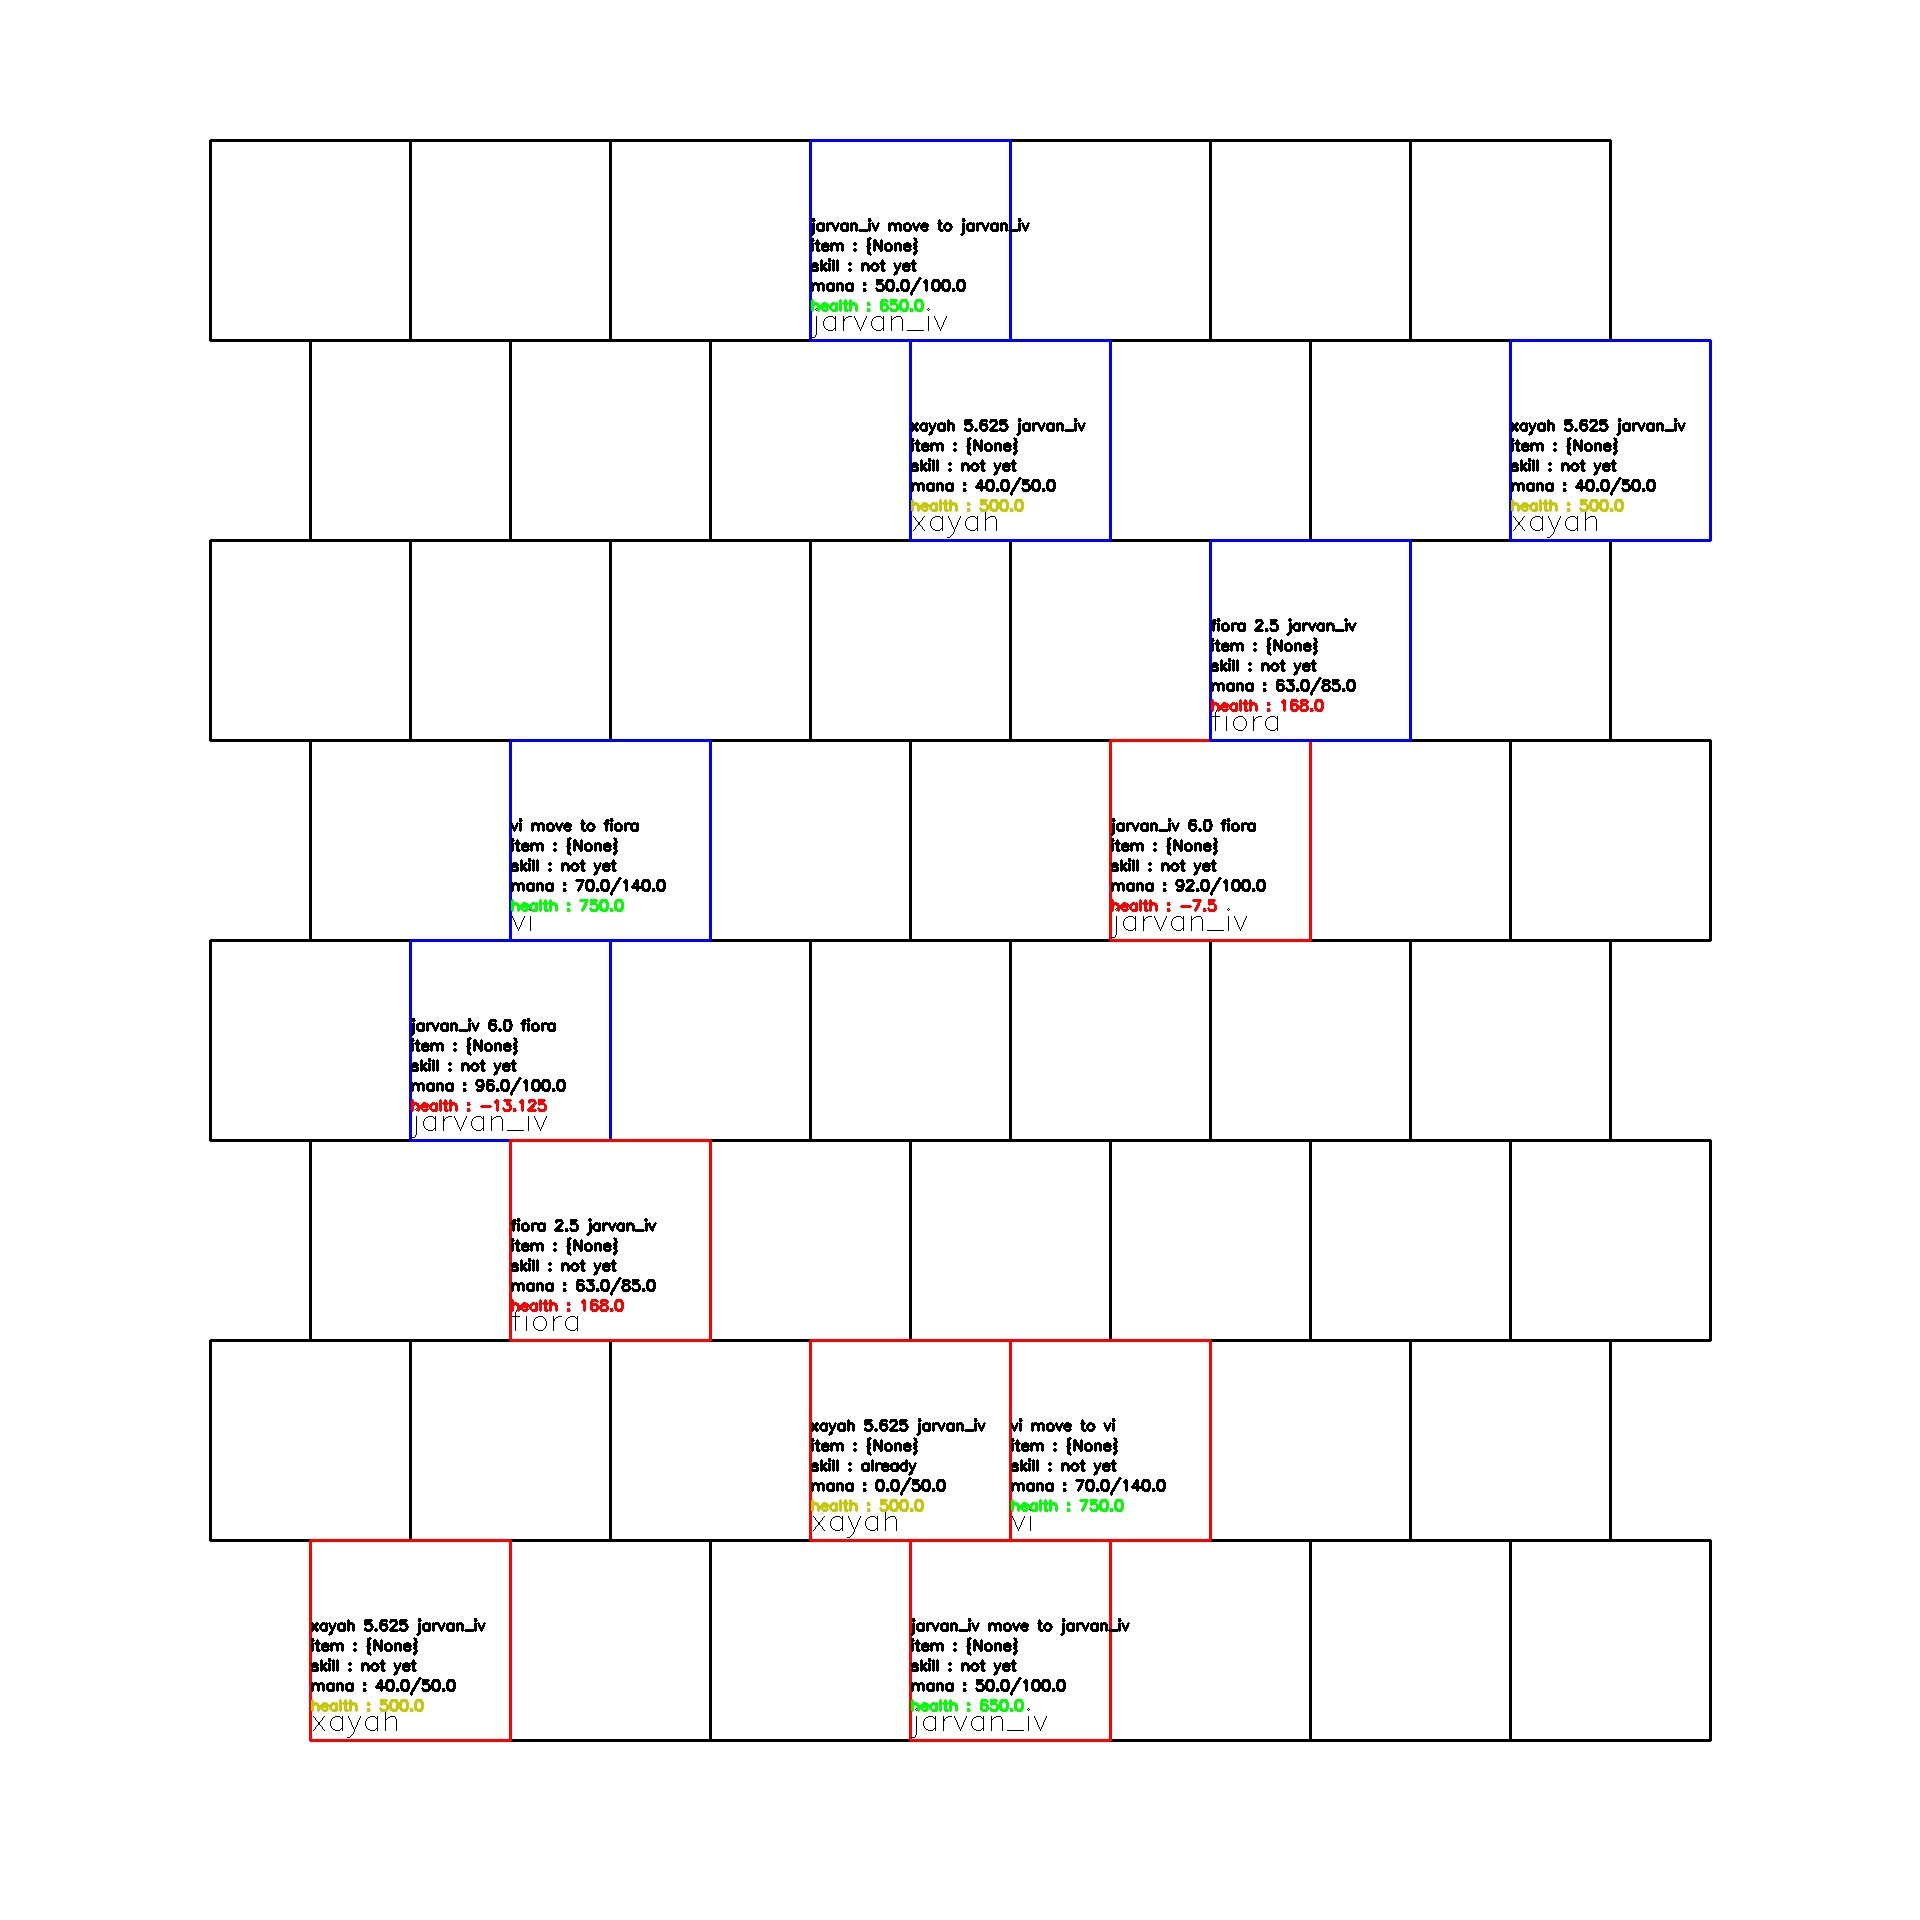 jarvan_iv move to jarvan_iv
item : {None}
skill : not yet
mana : 50.0/100.0
health : 650.0
jarvan_iv
xayah 5.625 jarvan_iv
item : {None}
skill : not yet
mana : 40.0/50.0
health : 500.0
xayah
xayah 5.625 jarvan_iv
item : {None}
skill : not yet
mana : 40.0/50.0
health : 500.0
xayah
fiora 2.5 jarvan_iv
item : {None}
skill : not yet
mana : 63.0/85.0
health : 168.0
fiora
vi move to fiora
item : {None}
skill : not yet
mana : 70.0/140.0
health : 750.0
vi
jarvan_iv 6.0 fiora
item : {None}
skill : not yet
mana : 92.0/100.0
health : -7.5
jarvan_iv
jarvan_iv 6.0 fiora
item : {None}
skill : not yet
mana : 96.0/100.0
health : -13.125
jarvan_iv
fiora 2.5 jarvan_iv
item : {None}
skill : not yet
mana : 63.0/85.0
health : 168.0
fiora
xayah 5.625 jarvan_iv
item : {None}
skill : already
mana : 0.0/50.0
health : 500.0
xayah
vi move to vi
item : {None}
skill : not yet
mana : 70.0/140.0
health : 750.0
vi
xayah 5.625 jarvan_iv
item : {None}
skill : not yet
mana : 40.0/50.0
health : 500.0
xayah
jarvan_iv move to jarvan_iv
item : {None}
skill : not yet
mana : 50.0/100.0
health : 650.0
jarvan_iv